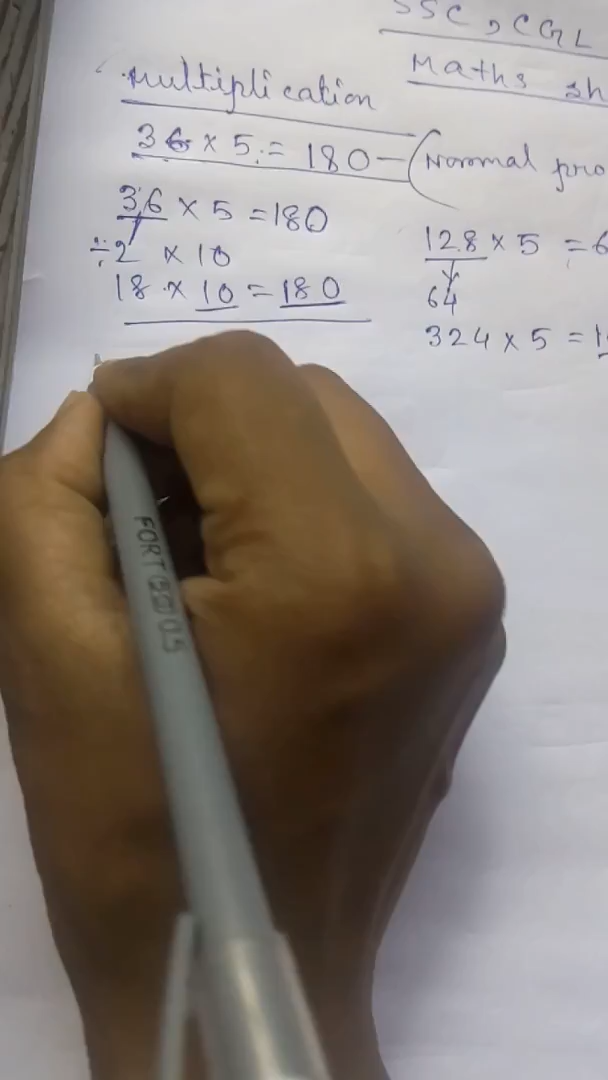 SSC, CGL
Maths sh
Multiplication
36 × 5 = 180 – (Normal pro
36 × 5 = 180
÷2 × 10
18 × 10 = 180
128 × 5 = 6
64
324 × 5 = 1
FORT 0.5